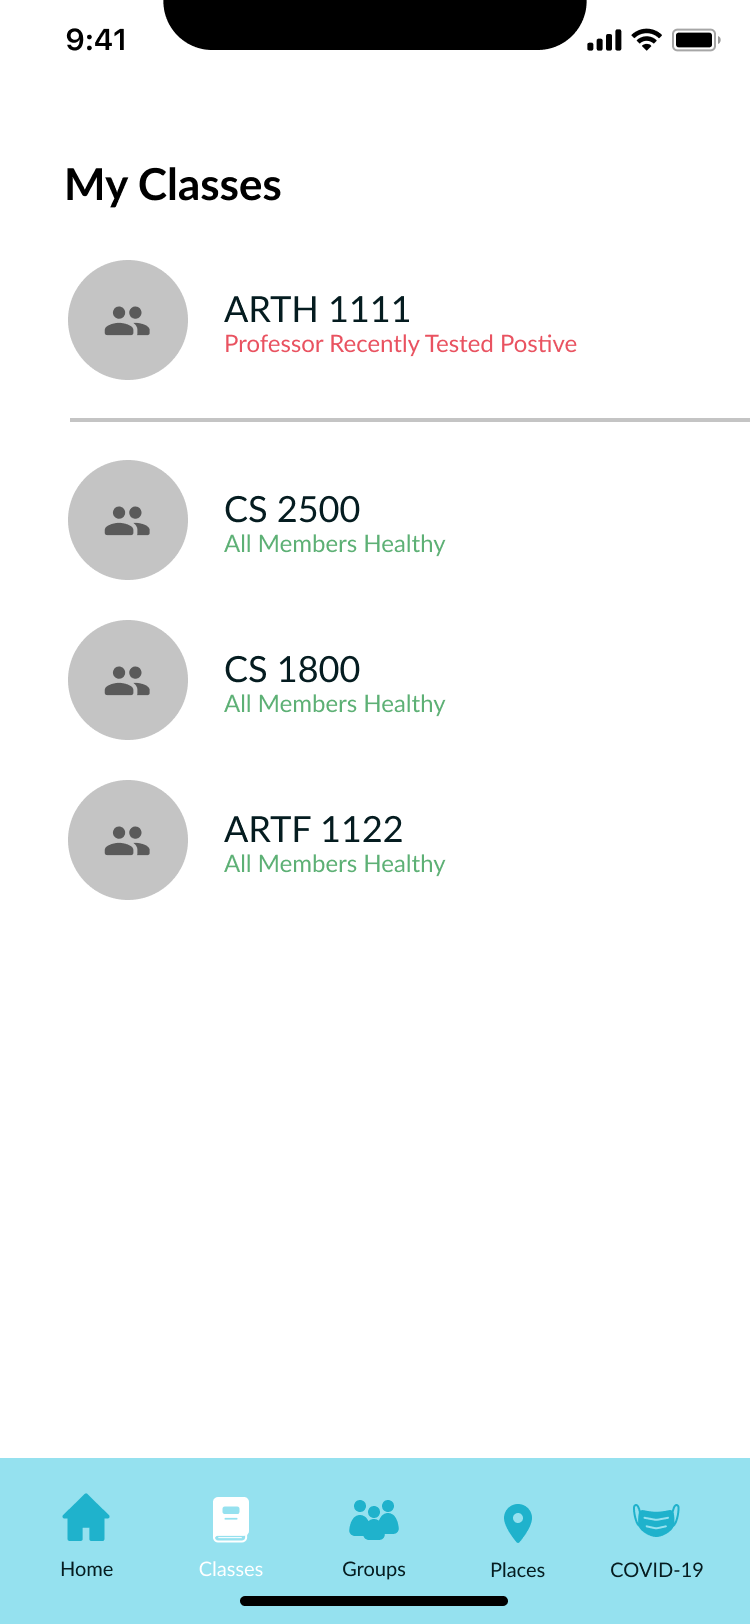 9:41
My Classes
ARTH 1111
Professor Recently Tested Postive
CS 2500
All Members Healthy
CS 1800
All Members Healthy
ARTF 1122
All Members Healthy
Home
Classes
Groups
Places
COVID-19